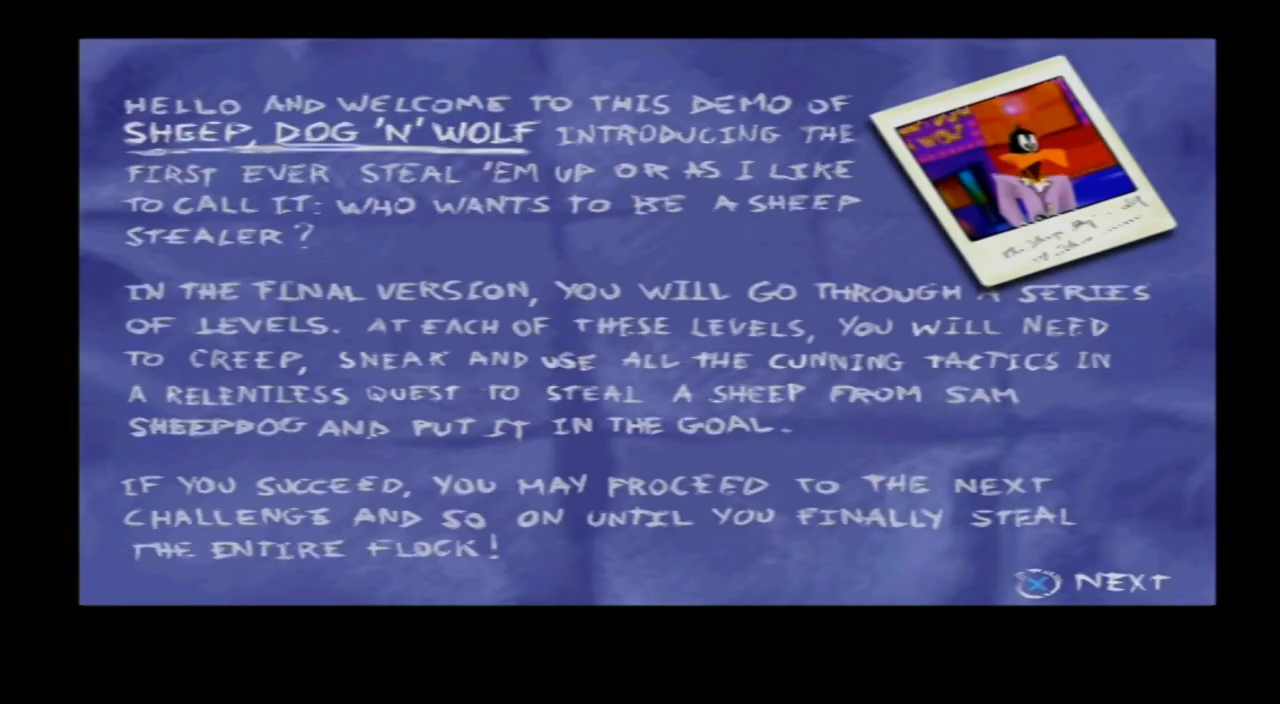 HELLO AND WELCOME TO THIS DEMO OF
SHEEP, DOG 'N' WOLF INTRODUCING THE
FIRST EVER STEAL 'EM UP OR AS I LIKE
TO CALL IT: WHO WANTS TO BE A SHEEP
STEALER?
IN THE FINAL VERSION, YOU WILL GO THROUGH A SERIES
OF LEVELS. AT EACH OF THESE LEVELS, YOU WILL NEED
TO CREEP, SNEAK AND USE ALL THE CUNNING TACTICS IN
A RELENTLESS QUEST TO STEAL A SHEEP FROM SAM
SHEEPDOG AND PUT IT IN THE GOAL.
IF YOU SUCCEED, YOU MAY PROCEED TO THE NEXT
CHALLENGE AND SO ON UNTIL YOU FINALLY STEAL
THE ENTIRE FLOCK!
NEXT